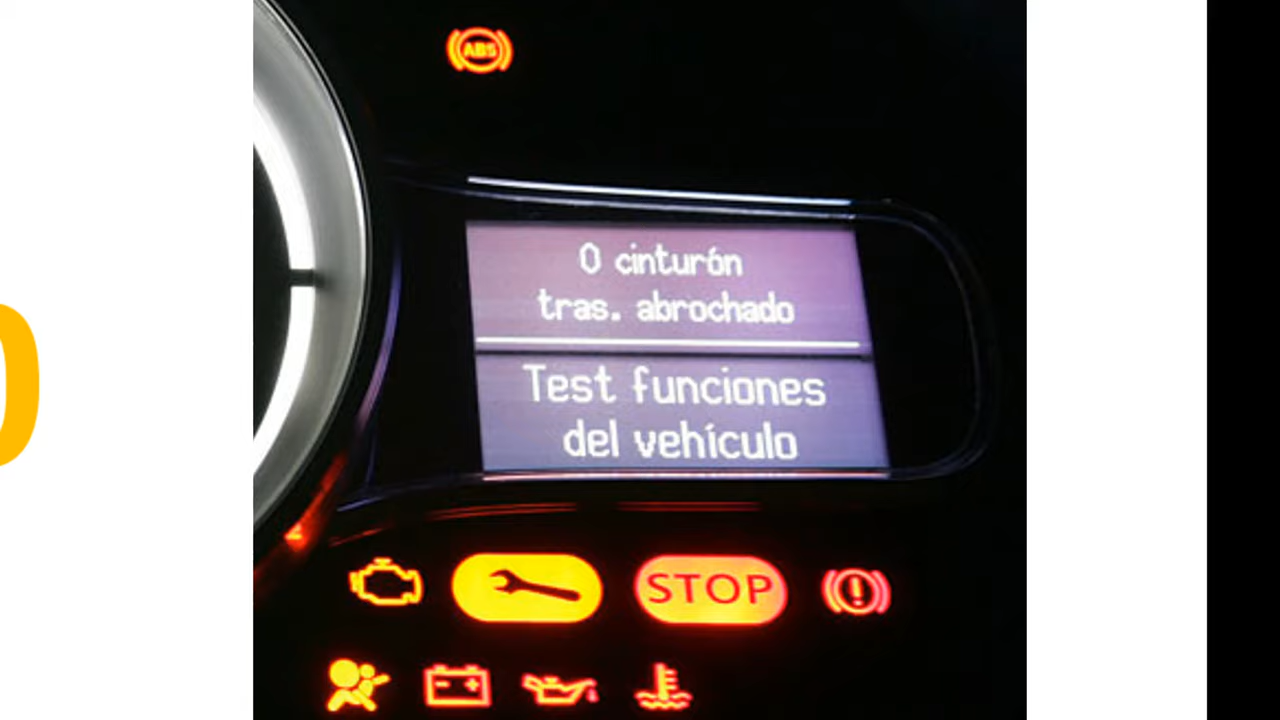 ABS
0 cinturón
tras. abrochado
Test funciones
del vehículo
STOP